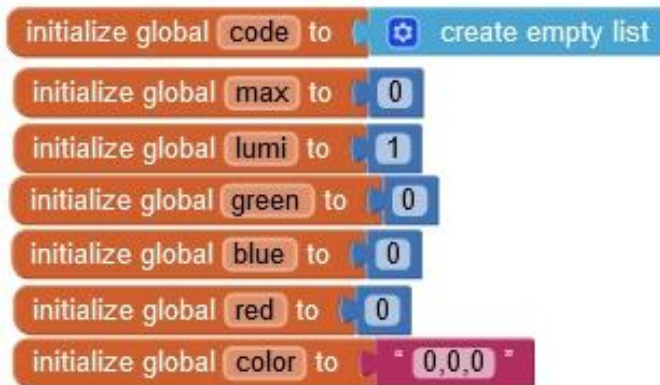 initialize global code to create empty list
initialize global max to 0
initialize global lumi to 1
initialize global green to 0
initialize global blue to 0
initialize global red to 0
initialize global color to " 0,0,0 "